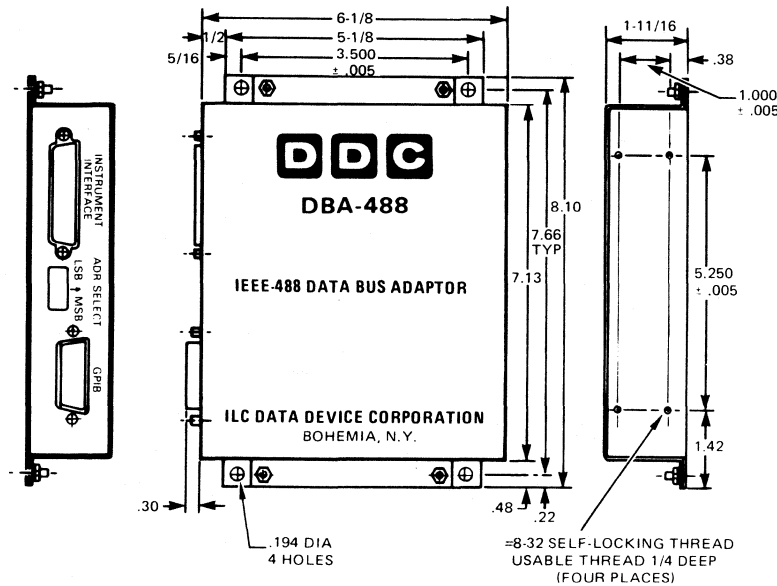 6-1/8
1/2
5-1/8
5/16
3.500
± .005
1-11/16
.38
1.000
± .005
INSTRUMENT
INTERFACE
ADR SELECT
LSB ↑ MSB
GPIB
DDC
DBA-488
IEEE-488 DATA BUS ADAPTOR
ILC DATA DEVICE CORPORATION
BOHEMIA, N.Y.
8.10
7.66
TYP
7.13
5.250
± .005
1.42
.30
.48
.22
.194 DIA
4 HOLES
=8-32 SELF-LOCKING THREAD
USABLE THREAD 1/4 DEEP
(FOUR PLACES)